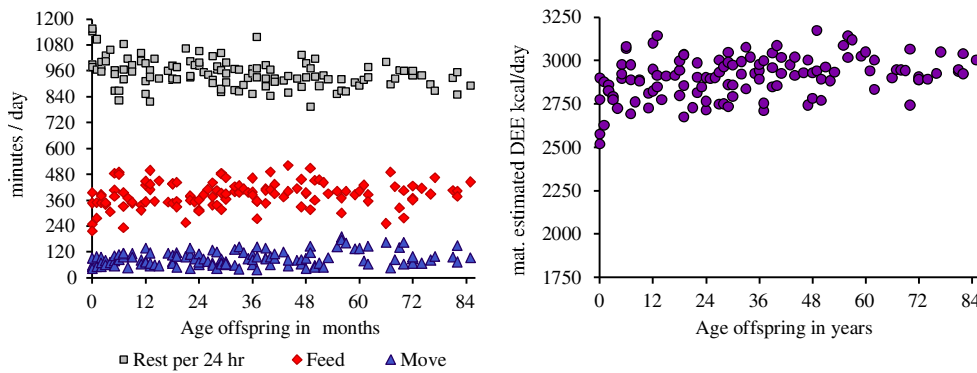 minutes / day
1200
1080
960
840
720
600
480
360
240
120
0
0 12 24 36 48 60 72 84
Age offspring in months
Rest per 24 hr Feed Move
mat. estimated DEE kcal/day
3250
3000
2750
2500
2250
2000
1750
0 12 24 36 48 60 72 84
Age offspring in years